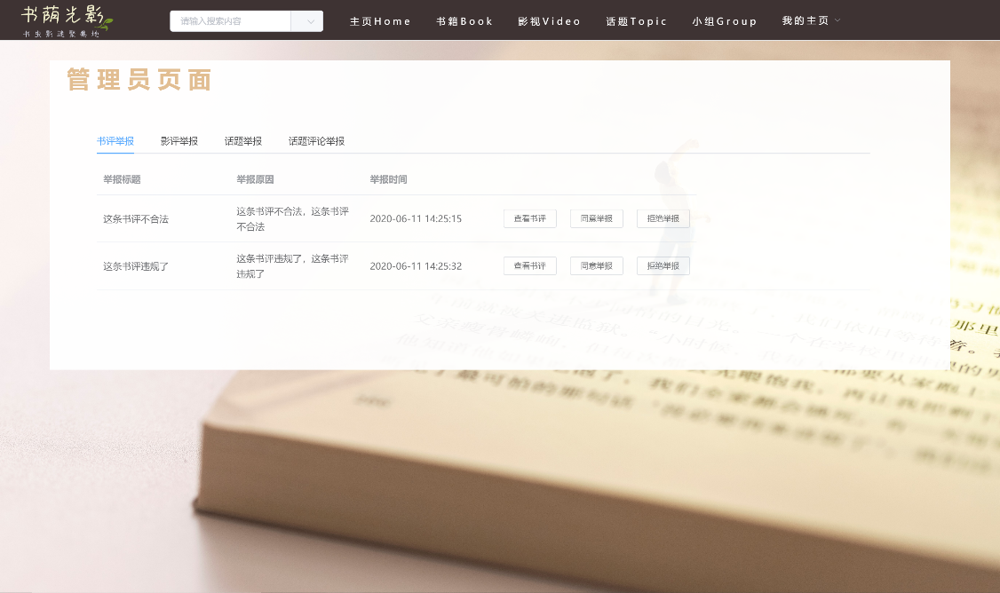 书荫光影
书虫影迷聚集地
请输入搜索内容
主页Home 书籍Book 影视Video 话题Topic 小组Group 我的主页
管理员页面
书评举报 影评举报 话题举报 话题评论举报
举报标题 举报原因 举报时间
这条书评不合法 这条书评不合法，这条书评不合法 2020-06-11 14:25:15 查看书评 同意举报 拒绝举报
这条书评违规了 这条书评违规了，这条书评违规了 2020-06-11 14:25:32 查看书评 同意举报 拒绝举报